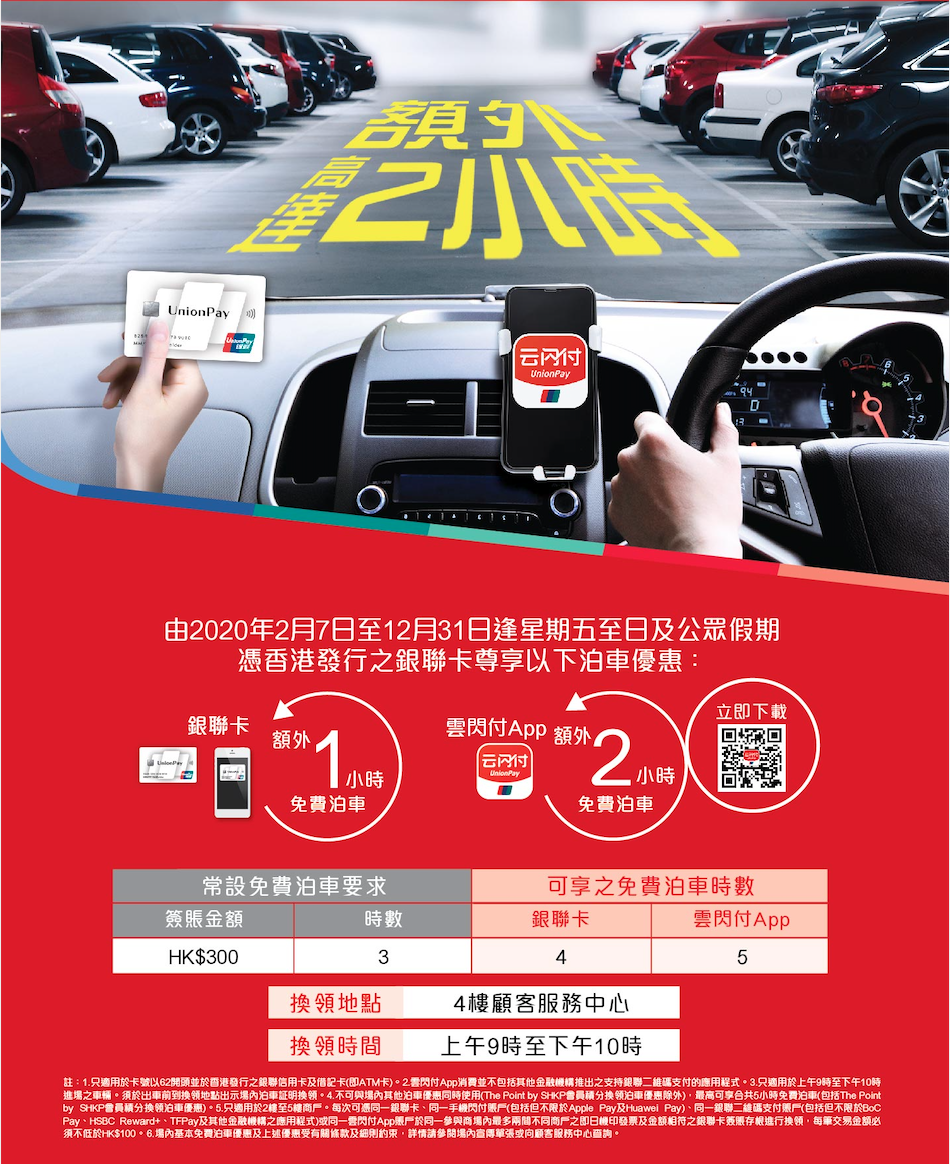 額外
高達2小時
UnionPay
UnionPay
银联
云闪付
UnionPay
由2020年2月7日至12月31日逢星期五至日及公眾假期
憑香港發行之銀聯卡尊享以下泊車優惠：
銀聯卡
額外1小時
免費泊車
雲閃付App
云闪付
UnionPay
額外2小時
免費泊車
立即下載
常設免費泊車要求 可享之免費泊車時數
簽賬金額 時數 銀聯卡 雲閃付App
HK$300 3 4 5
換領地點 4樓顧客服務中心
換領時間 上午9時至下午10時
註：1.只適用於卡號以62開頭並於香港發行之銀聯信用卡及借記卡(即ATM卡)。2.雲閃付App消費並不包括其他金融機構推出之支持銀聯二維碼支付的應用程式。3.只適用於上午9時至下午10時
進場之車輛。須於出車前到換領地點出示場內泊車証明換領。4.不可與場內其他泊車優惠同時使用(The Point by SHKP會員積分換領泊車優惠除外)，最高可享合共5小時免費泊車(包括The Point
by SHKP會員積分換領泊車優惠)。5.只適用於2樓至5樓商戶。每次可憑同一銀聯卡、同一手機閃付賬戶(包括但不限於Apple Pay及Huawei Pay)、同一銀聯二維碼支付賬戶(包括但不限於BoC
Pay、HSBC Reward+、TFPay及其他金融機構之應用程式)或同一雲閃付App賬戶於同一參與商場內最多兩間不同商戶之即日機印發票及金額相符之銀聯卡簽賬存根進行換領，每單交易金額必
須不低於HK$100。6.場內基本免費泊車優惠及上述優惠受有關條款及細則約束，詳情請參閱場內宣傳單張或向顧客服務中心查詢。